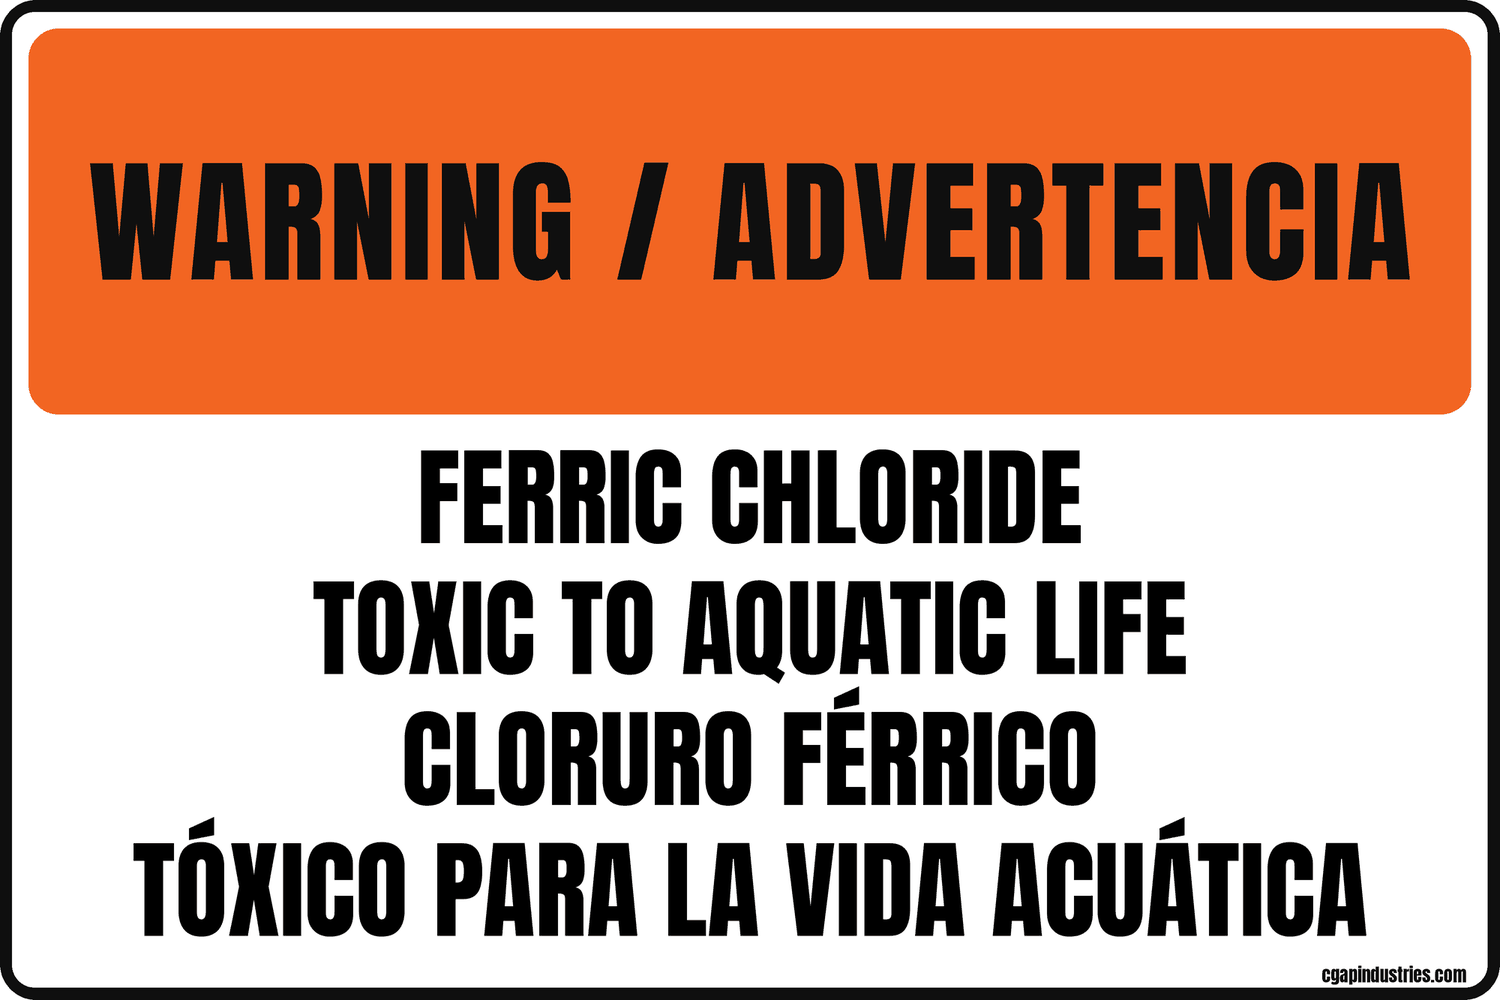 WARNING / ADVERTENCIA
FERRIC CHLORIDE
TOXIC TO AQUATIC LIFE
CLORURO FÉRRICO
TÓXICO PARA LA VIDA ACUÁTICA
cgapindustries.com